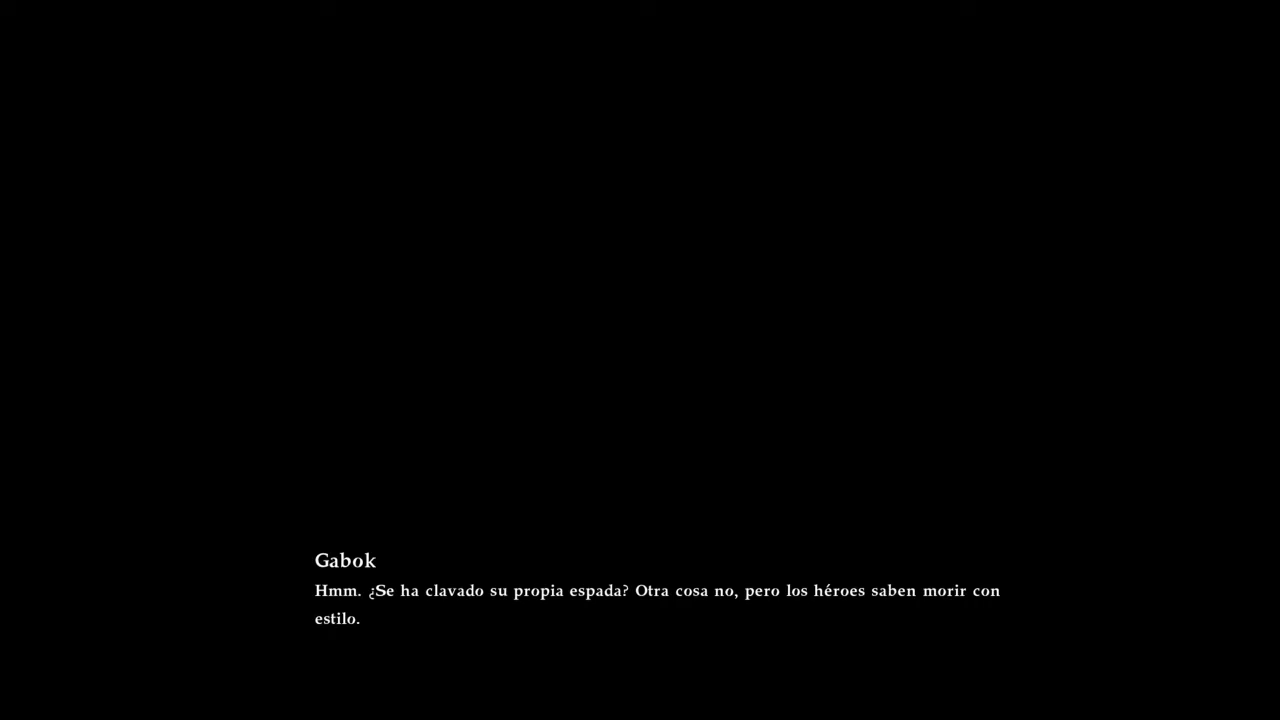 Gabok
Hmm. ¿Se ha clavado su propia espada? Otra cosa no, pero los héroes saben morir con
estilo.